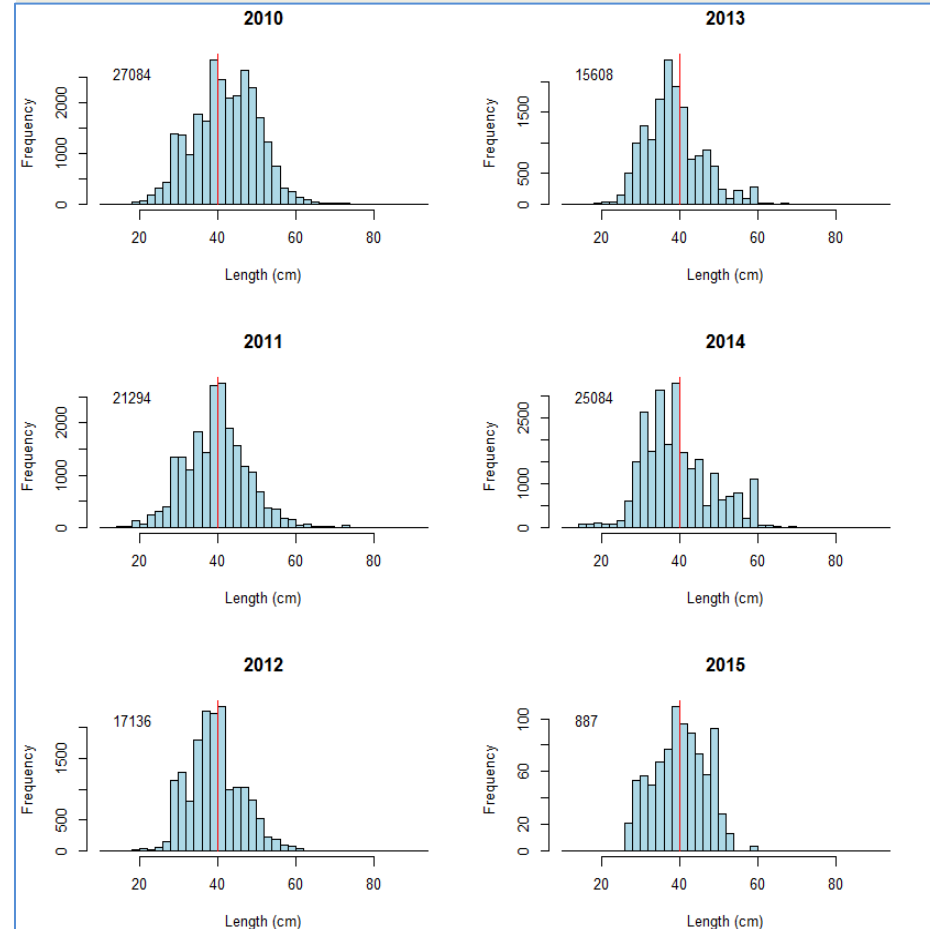 2010
27084
Frequency
0 1000 2000
20 40 60 80
Length (cm)
2013
15608
Frequency
0 500 1500
20 40 60 80
Length (cm)
2011
21294
Frequency
0 1000 2000
20 40 60 80
Length (cm)
2014
25084
Frequency
0 1000 2500
20 40 60 80
Length (cm)
2012
17136
Frequency
0 500 1500
20 40 60 80
Length (cm)
2015
887
Frequency
0 20 60 100
20 40 60 80
Length (cm)